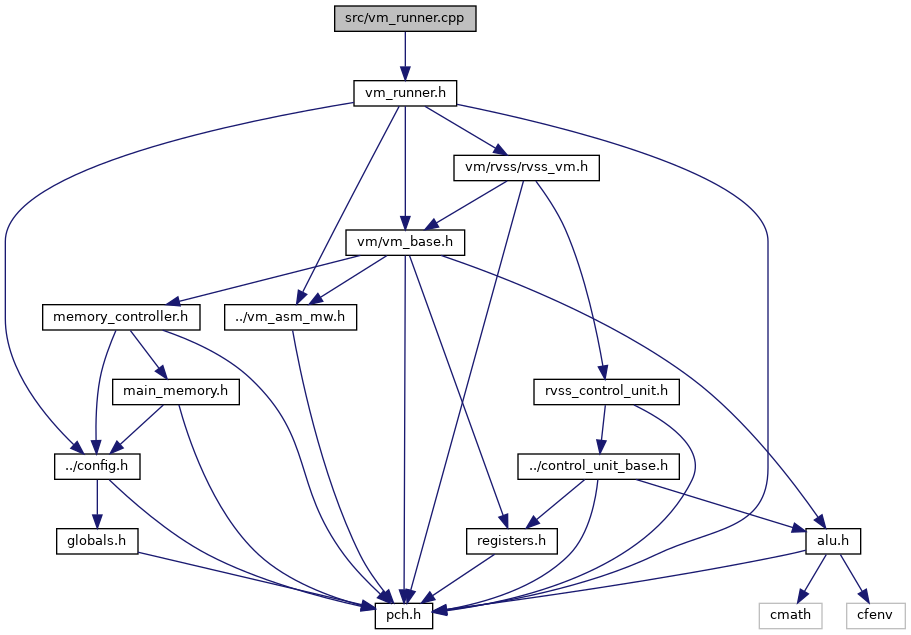 src/vm_runner.cpp
vm_runner.h
vm/rvss/rvss_vm.h
vm/vm_base.h
memory_controller.h
../vm_asm_mw.h
main_memory.h
rvss_control_unit.h
../config.h
../control_unit_base.h
globals.h
registers.h
alu.h
pch.h
cmath
cfenv